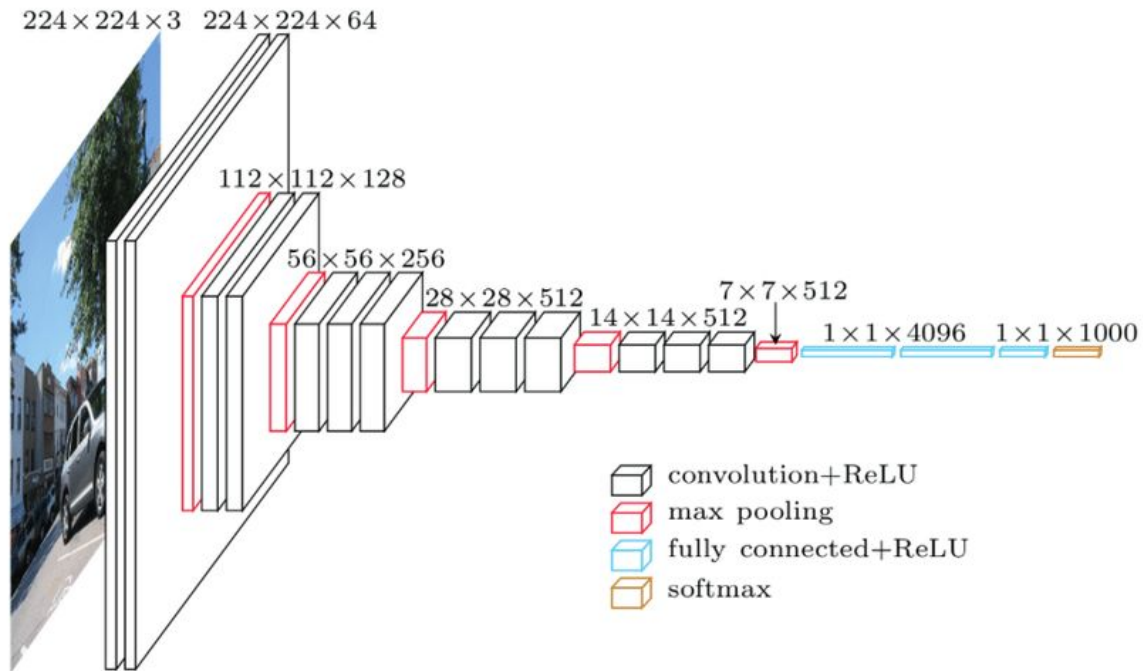 224 × 224 × 3
224 × 224 × 64
112 × 112 × 128
56 × 56 × 256
28 × 28 × 512
14 × 14 × 512
7 × 7 × 512
1 × 1 × 4096
1 × 1 × 1000
convolution+ReLU
max pooling
fully connected+ReLU
softmax